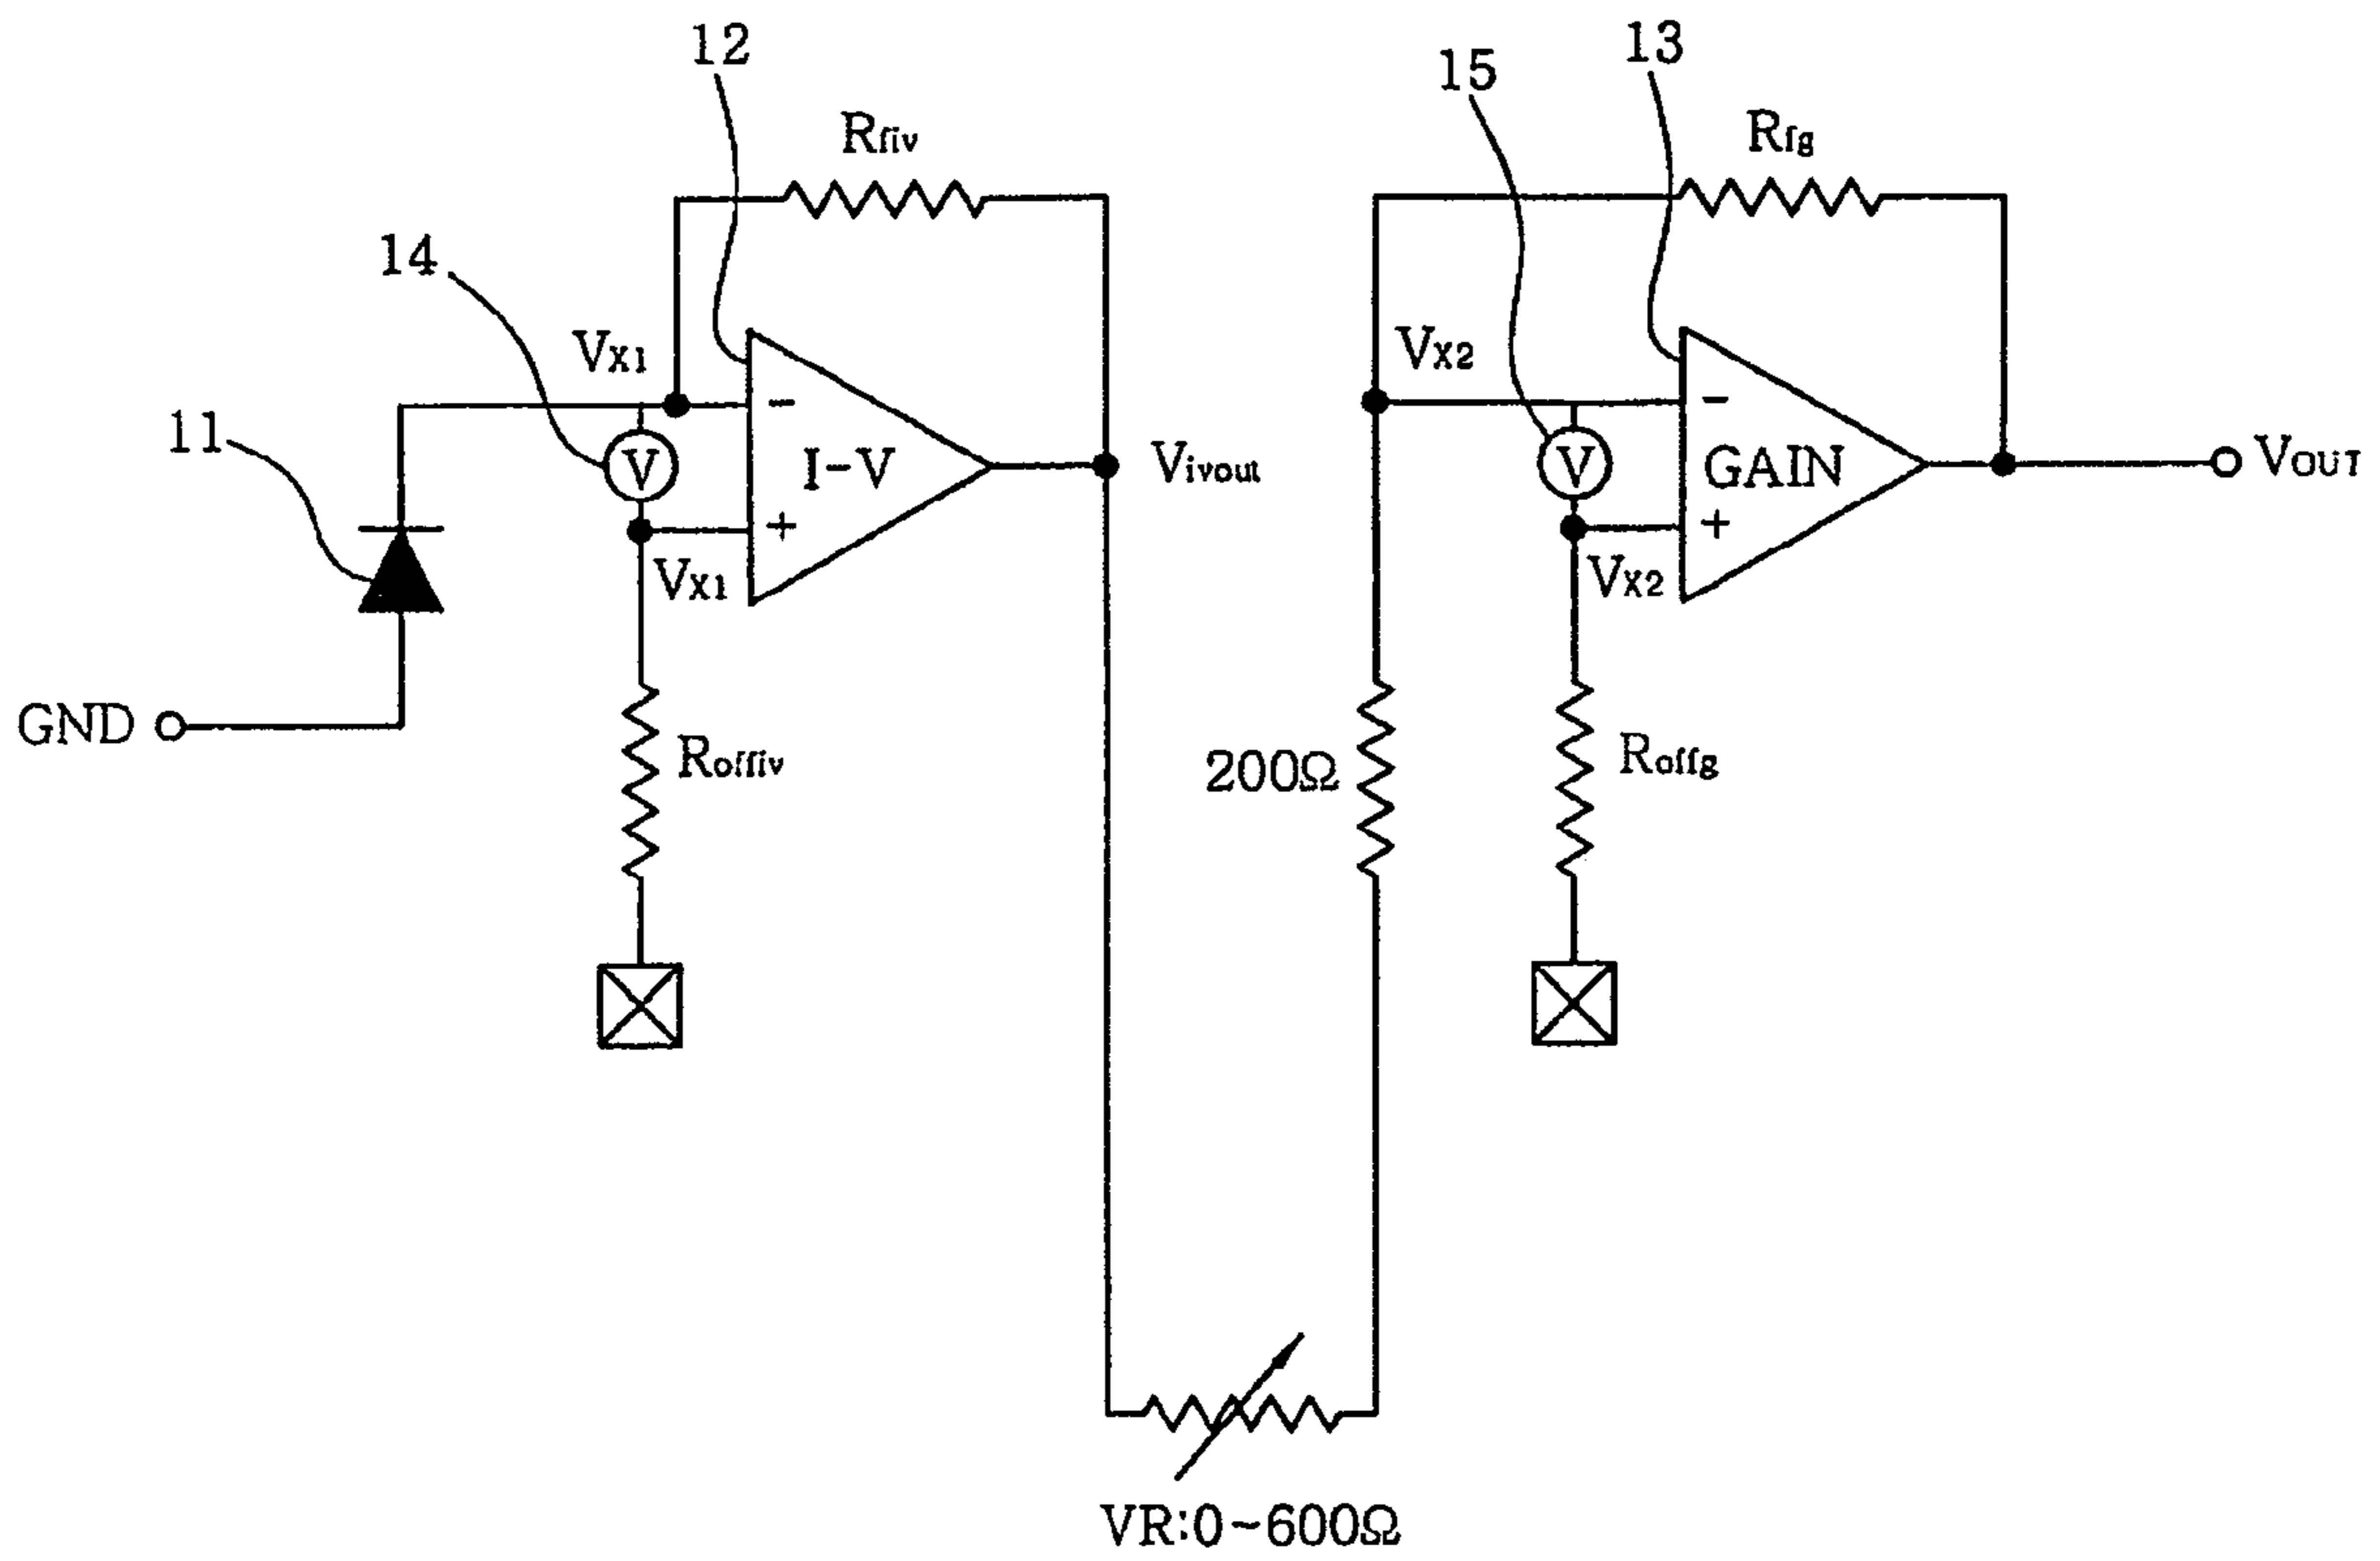 12
13
15
Rfiv
Rfg
14
VX1
VX2
11
-
-
V
I-V
Vivout
V
GAIN
VOUT
+
+
VX1
VX2
GND
Roffiv
200Ω
Roffg
VR:0~600Ω